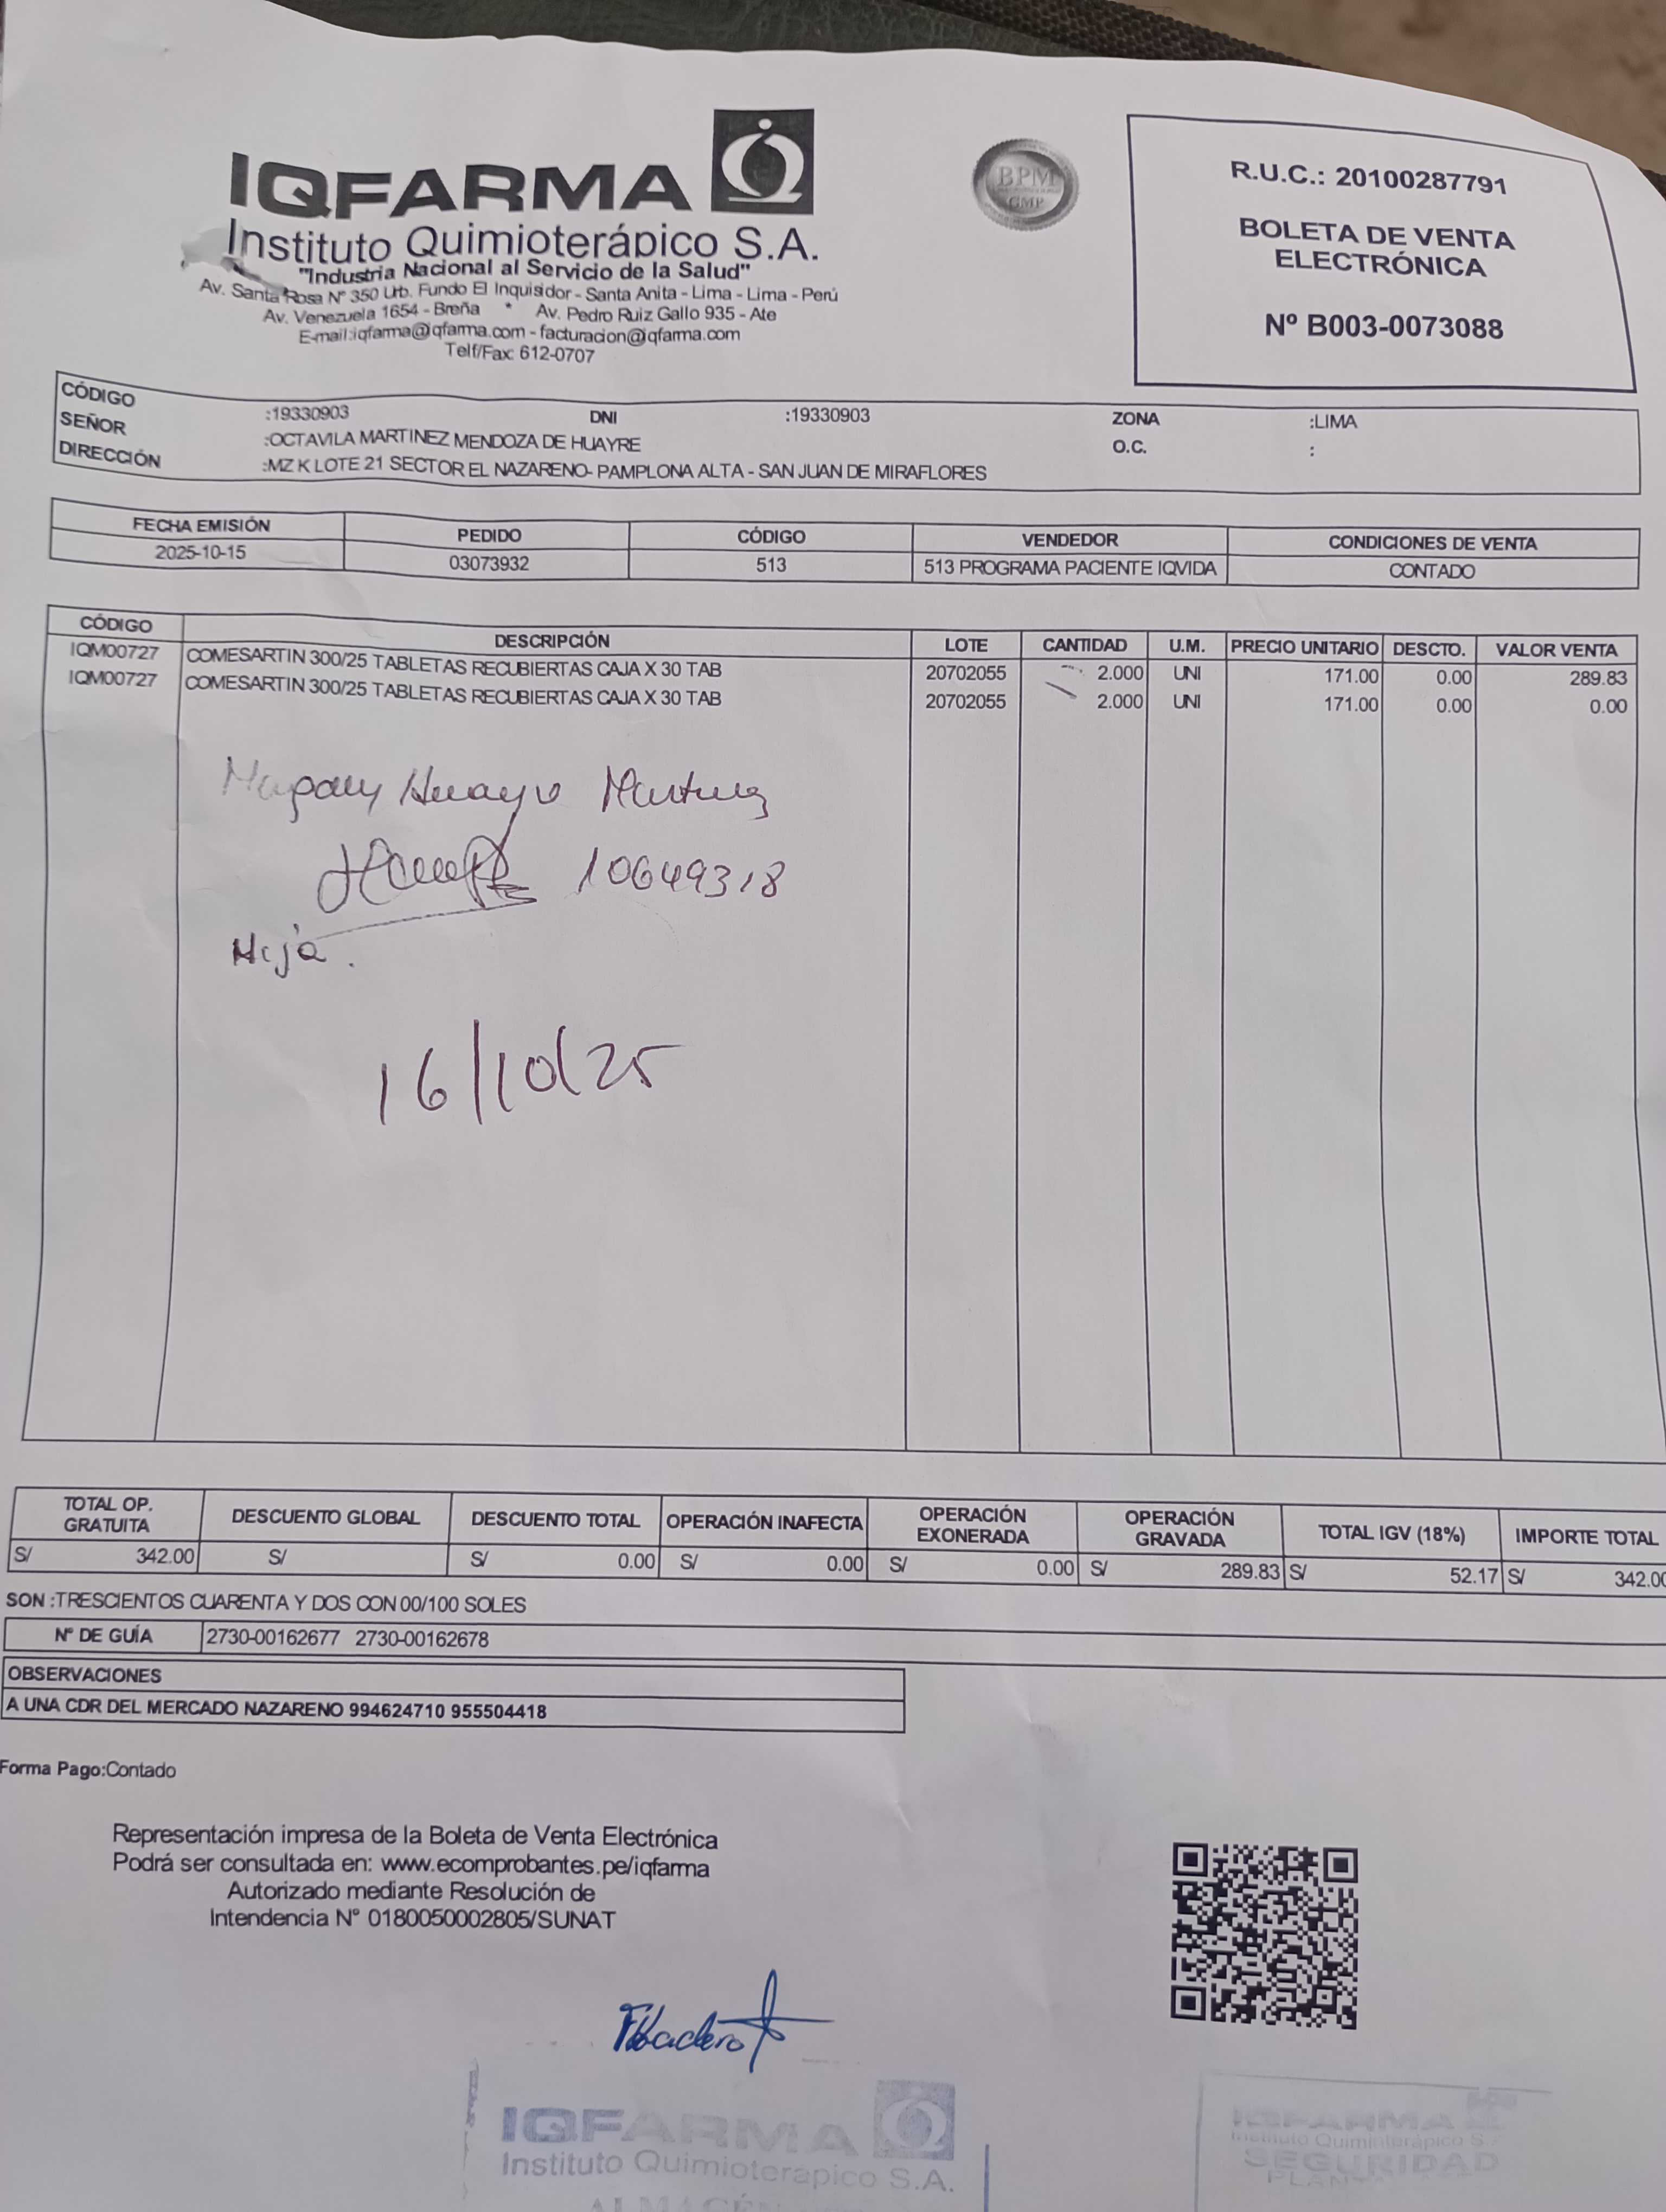 IQFARMA
Instituto Quimioterápico S.A.
"Industria Nacional al Servicio de la Salud"
Av. Santa Rosa Nº 350 Urb. Fundo El Inquisidor - Santa Anita - Lima - Lima - Perú
Av. Venezuela 1654 - Breña * Av. Pedro Ruiz Gallo 935 - Ate
E-mail:iqfarma@iqfarma.com - facturacion@iqfarma.com
Telf/Fax: 612-0707
BPM
GMP
R.U.C.: 20100287791
BOLETA DE VENTA
ELECTRÓNICA
Nº B003-0073088
CÓDIGO :19330903 DNI :19330903 ZONA :LIMA
SEÑOR :OCTAVILA MARTINEZ MENDOZA DE HUAYRE O.C. :
DIRECCIÓN :MZ K LOTE 21 SECTOR EL NAZARENO- PAMPLONA ALTA - SAN JUAN DE MIRAFLORES
FECHA EMISIÓN PEDIDO CÓDIGO VENDEDOR CONDICIONES DE VENTA
2025-10-15 03073932 513 513 PROGRAMA PACIENTE IQVIDA CONTADO
CÓDIGO DESCRIPCIÓN LOTE CANTIDAD U.M. PRECIO UNITARIO DESCTO. VALOR VENTA
IQM00727 COMESARTIN 300/25 TABLETAS RECUBIERTAS CAJA X 30 TAB 20702055 2.000 UNI 171.00 0.00 289.83
IQM00727 COMESARTIN 300/25 TABLETAS RECUBIERTAS CAJA X 30 TAB 20702055 2.000 UNI 171.00 0.00 0.00
Huayre Martinez
10649318
Hija.
16/10/25
TOTAL OP. GRATUITA DESCUENTO GLOBAL DESCUENTO TOTAL OPERACIÓN INAFECTA OPERACIÓN EXONERADA OPERACIÓN GRAVADA TOTAL IGV (18%) IMPORTE TOTAL
S/ 342.00 S/ S/ 0.00 S/ 0.00 S/ 0.00 S/ 289.83 S/ 52.17 S/ 342.00
SON :TRESCIENTOS CUARENTA Y DOS CON 00/100 SOLES
Nº DE GUÍA 2730-00162677 2730-00162678
OBSERVACIONES
A UNA CDR DEL MERCADO NAZARENO 994624710 955504418
Forma Pago:Contado
Representación impresa de la Boleta de Venta Electrónica
Podrá ser consultada en: www.ecomprobantes.pe/iqfarma
Autorizado mediante Resolución de
Intendencia Nº 0180050002805/SUNAT
IQFARMA
Instituto Quimioterapico S.A.
ALMACÉN
IQFARMA
Instituto Quimioterápico S.
SEGURIDAD